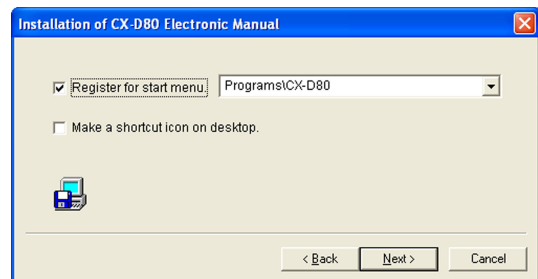 Installation of CX-D80 Electronic Manual
Register for start menu. Programs\CX-D80
Make a shortcut icon on desktop.
< Back Next > Cancel